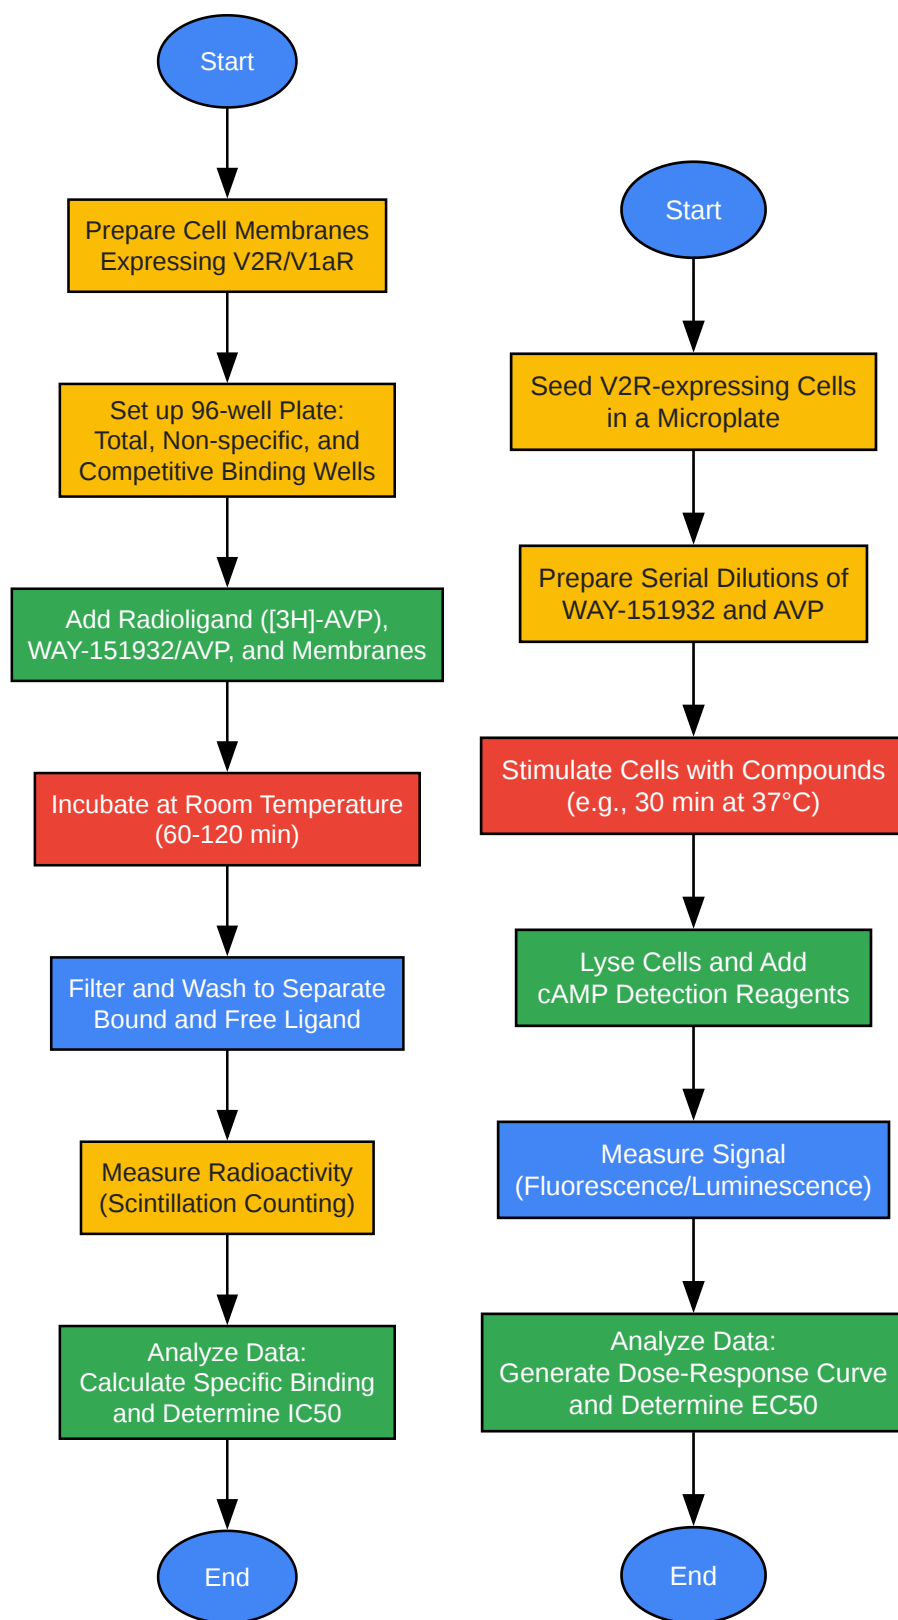 Start
Prepare Cell Membranes
Expressing V2R/V1aR
Set up 96-well Plate:
Total, Non-specific, and
Competitive Binding Wells
Add Radioligand ([3H]-AVP),
WAY-151932/AVP, and Membranes
Incubate at Room Temperature
(60-120 min)
Filter and Wash to Separate
Bound and Free Ligand
Measure Radioactivity
(Scintillation Counting)
Analyze Data:
Calculate Specific Binding
and Determine IC50
End
Start
Seed V2R-expressing Cells
in a Microplate
Prepare Serial Dilutions of
WAY-151932 and AVP
Stimulate Cells with Compounds
(e.g., 30 min at 37°C)
Lyse Cells and Add
cAMP Detection Reagents
Measure Signal
(Fluorescence/Luminescence)
Analyze Data:
Generate Dose-Response Curve
and Determine EC50
End